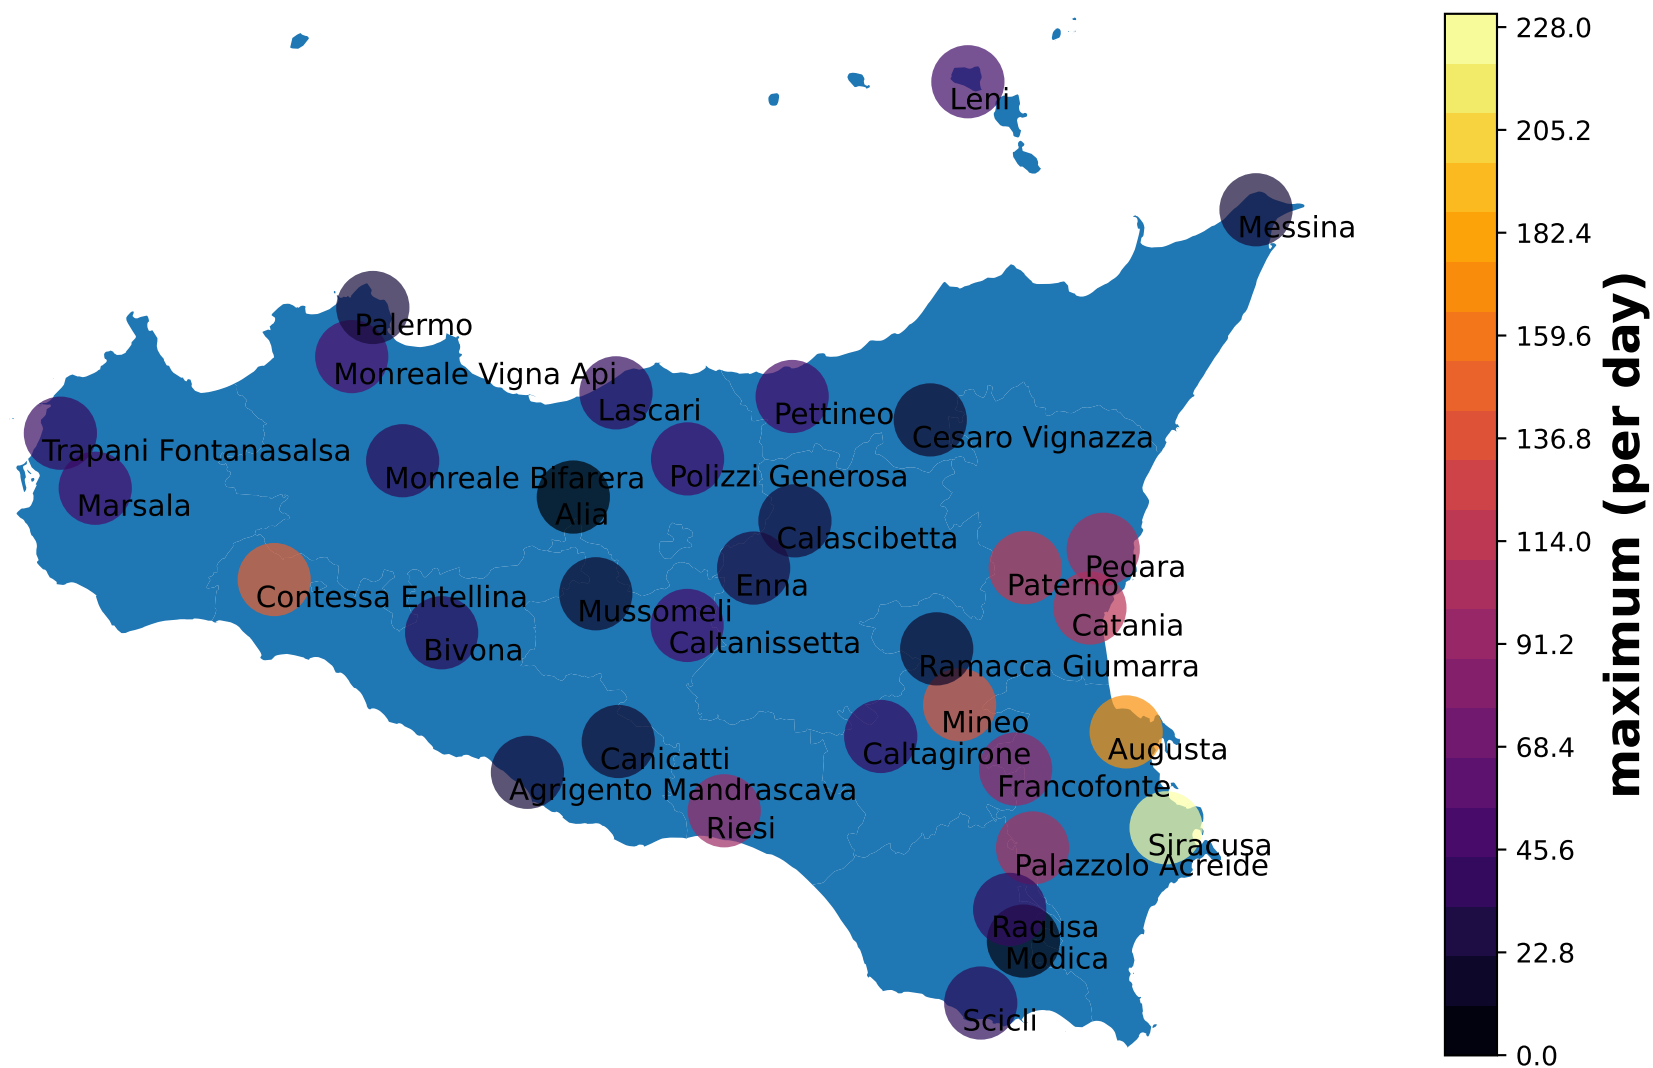 228.0
Leni
205.2
Messina
182.4
Palermo
159.6
Monreale Vigna Api
Lascari
Pettineo
Cesaro Vignazza
136.8
Trapani Fontanasalsa
Monreale Bifarera
Polizzi Generosa
Marsala
Alia
Calascibetta
114.0
Pedara
Enna
Paterno
Contessa Entellina
Mussomeli
Catania
Caltanissetta
Bivona
91.2
Ramacca Giumarra
Mineo
Augusta
68.4
Caltagirone
Canicatti
Francofonte
Agrigento Mandrascava
Riesi
Siracusa
45.6
Palazzolo Acreide
Ragusa
Modica
22.8
Scicli
0.0
maximum (per day)